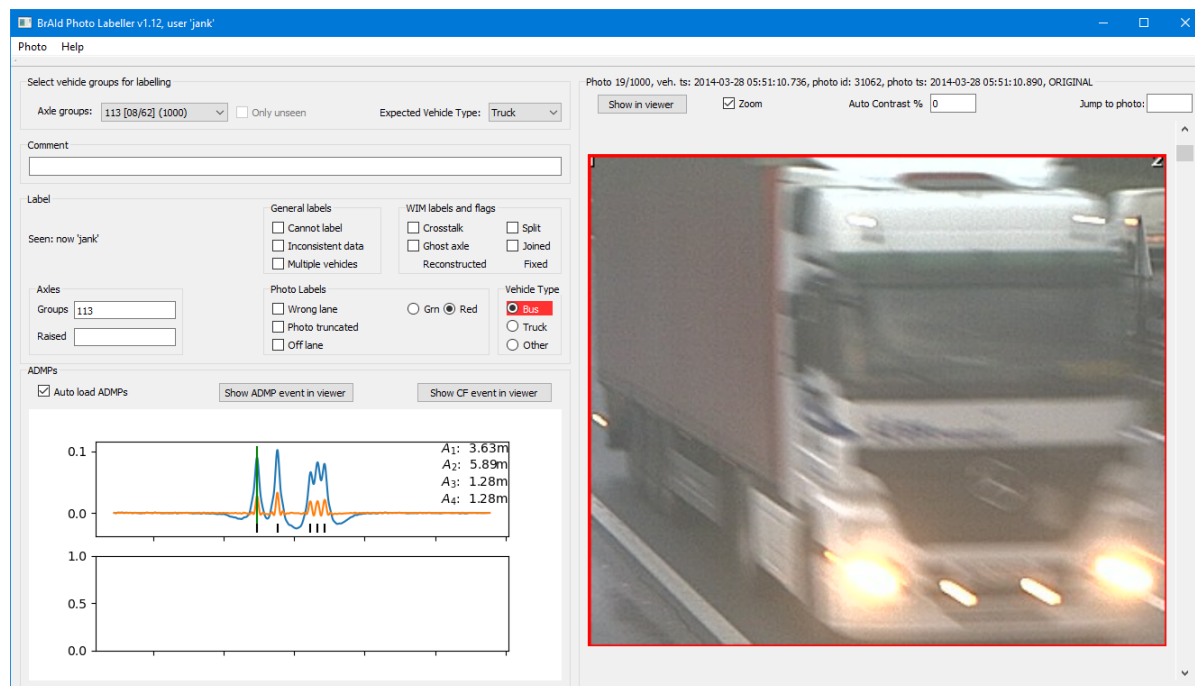 BrAId Photo Labeller v1.12, user 'jank'
Photo Help
Select vehicle groups for labelling
Axle groups: 113 [08/62] (1000) Only unseen Expected Vehicle Type: Truck
Comment
Label
Seen: now 'jank'
General labels
Cannot label
Inconsistent data
Multiple vehicles
WIM labels and flags
Crosstalk Split
Ghost axle Joined
Reconstructed Fixed
Axles
Groups 113
Raised
Photo Labels
Wrong lane Grn Red
Photo truncated
Off lane
Vehicle Type
Bus
Truck
Other
ADMPs
Auto load ADMPs Show ADMP event in viewer Show CF event in viewer
0.1
0.0
A₁: 3.63m
A₂: 5.89m
A₃: 1.28m
A₄: 1.28m
1.0
0.5
0.0
Photo 19/1000, veh. ts: 2014-03-28 05:51:10.736, photo id: 31062, photo ts: 2014-03-28 05:51:10.890, ORIGINAL
Show in viewer Zoom Auto Contrast % 0 Jump to photo: